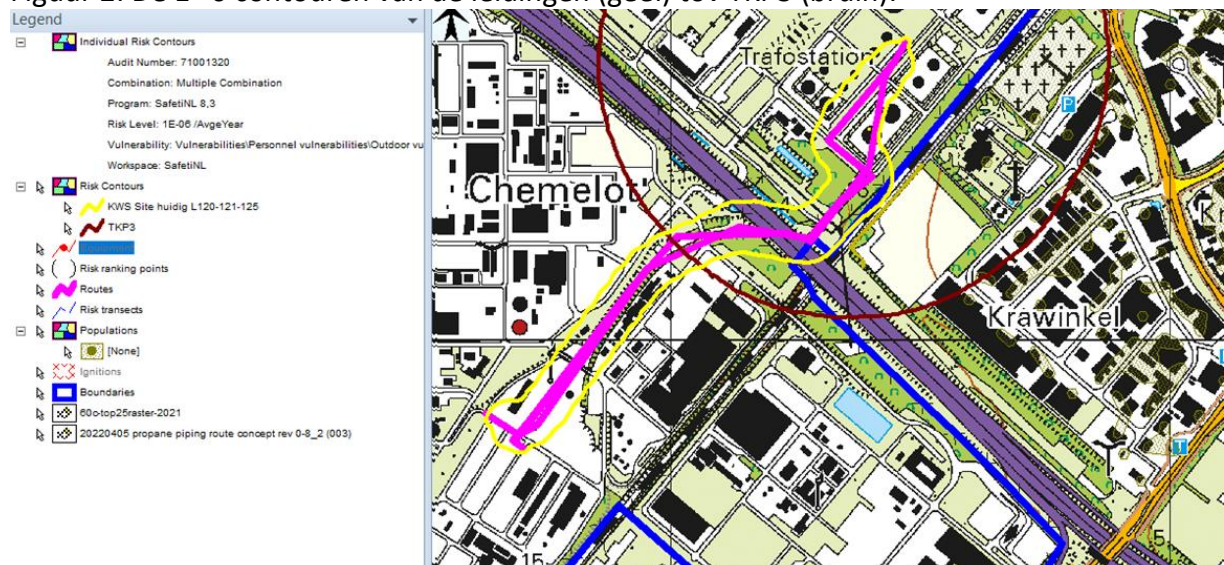 Legend
Individual Risk Contours
Audit Number: 71001320
Combination: Multiple Combination
Program: SafetiNL 8,3
Risk Level: 1E-06 /AvgeYear
Vulnerability: Vulnerabilities\Personnel vulnerabilities\Outdoor vu
Workspace: SafetiNL
Risk Contours
KWS Site huidig L120-121-125
TKP3
Risk ranking points
Routes
Risk transects
Populations
[None]
Ignitions
Boundaries
60o-top25raster-2021
20220405 propane piping route concept rev 0-8_2 (003)
Trafostation
P
Chemelot
Krawinkel
T
15
5